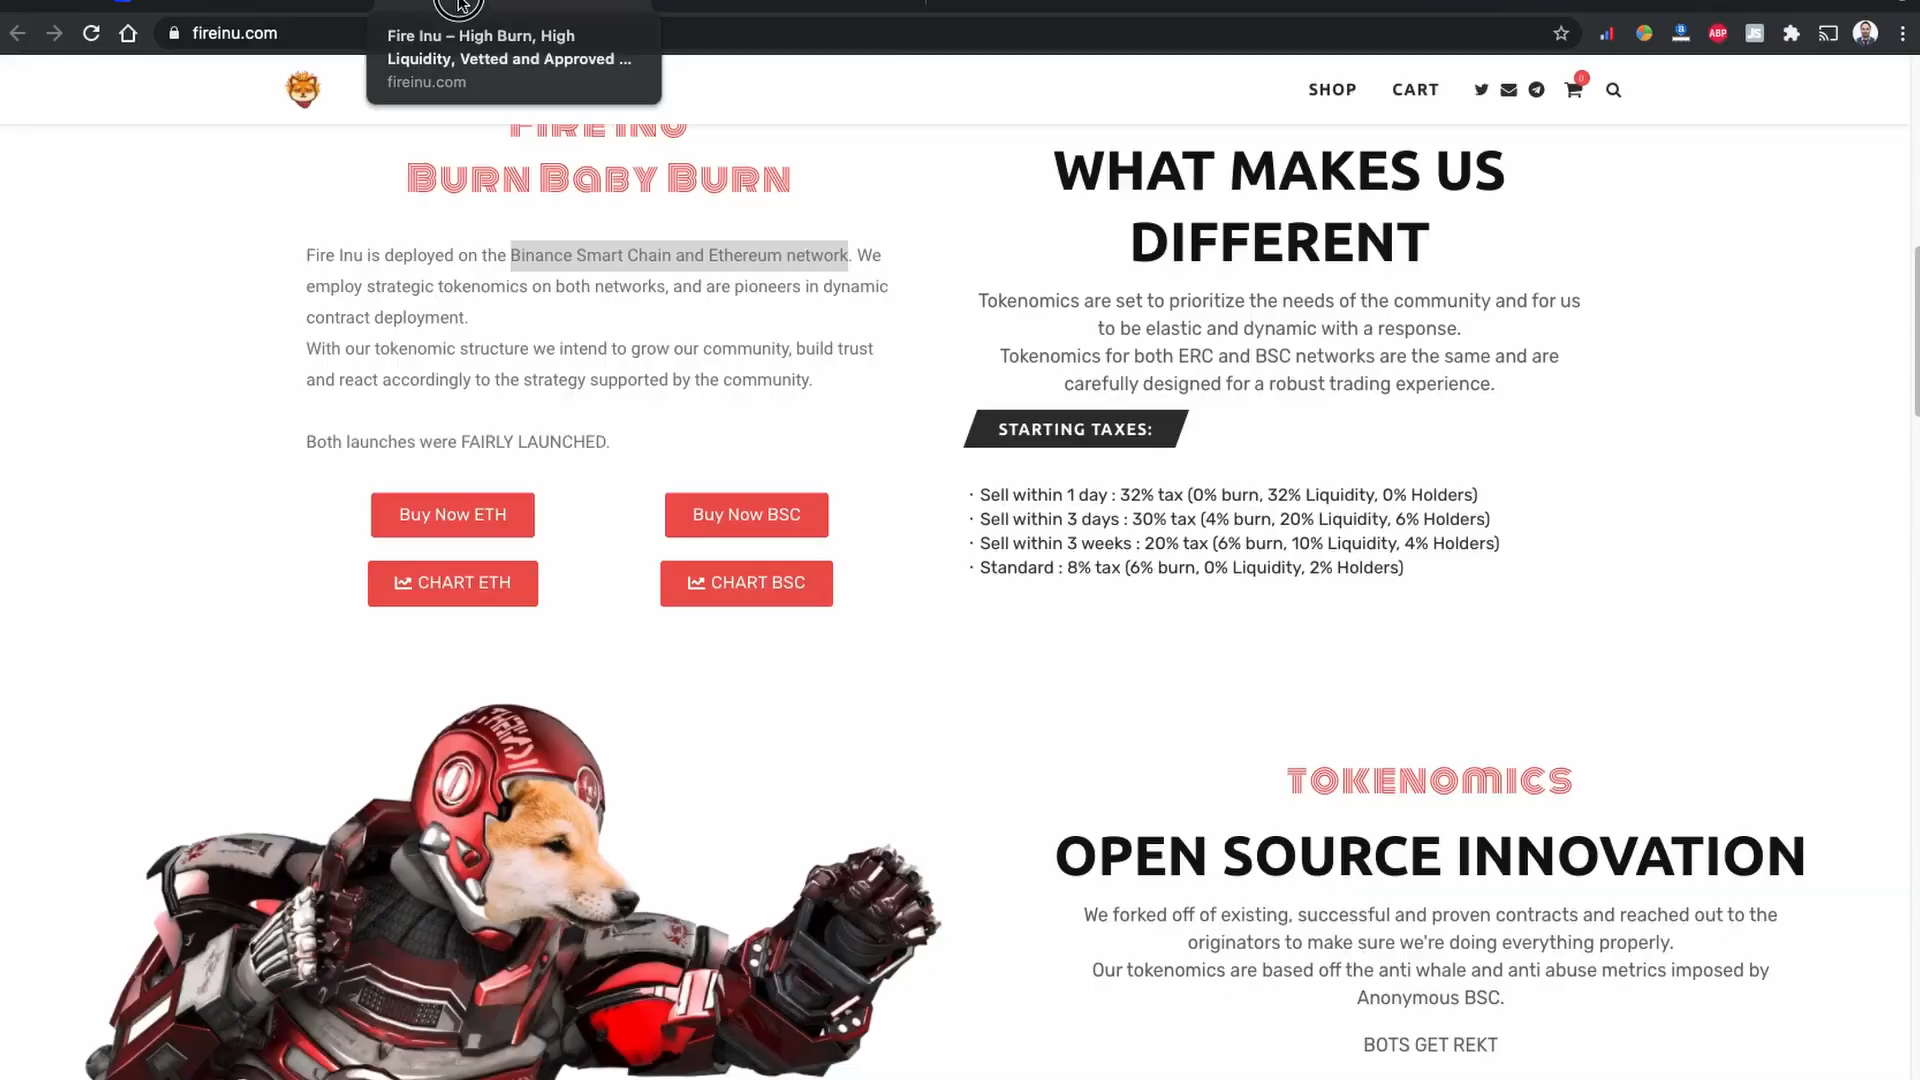 fireinu.com
Fire Inu – High Burn, High
Liquidity, Vetted and Approved ...
fireinu.com
ABP
JS
SHOP
CART
0
FIRE INU
BURN BABY BURN
Fire Inu is deployed on the Binance Smart Chain and Ethereum network. We
employ strategic tokenomics on both networks, and are pioneers in dynamic
contract deployment.
With our tokenomic structure we intend to grow our community, build trust
and react accordingly to the strategy supported by the community.
Both launches were FAIRLY LAUNCHED.
Buy Now ETH
Buy Now BSC
CHART ETH
CHART BSC
WHAT MAKES US
DIFFERENT
Tokenomics are set to prioritize the needs of the community and for us
to be elastic and dynamic with a response.
Tokenomics for both ERC and BSC networks are the same and are
carefully designed for a robust trading experience.
STARTING TAXES:
· Sell within 1 day : 32% tax (0% burn, 32% Liquidity, 0% Holders)
· Sell within 3 days : 30% tax (4% burn, 20% Liquidity, 6% Holders)
· Sell within 3 weeks : 20% tax (6% burn, 10% Liquidity, 4% Holders)
· Standard : 8% tax (6% burn, 0% Liquidity, 2% Holders)
TOKENOMICS
OPEN SOURCE INNOVATION
We forked off of existing, successful and proven contracts and reached out to the
originators to make sure we're doing everything properly.
Our tokenomics are based off the anti whale and anti abuse metrics imposed by
Anonymous BSC.
BOTS GET REKT